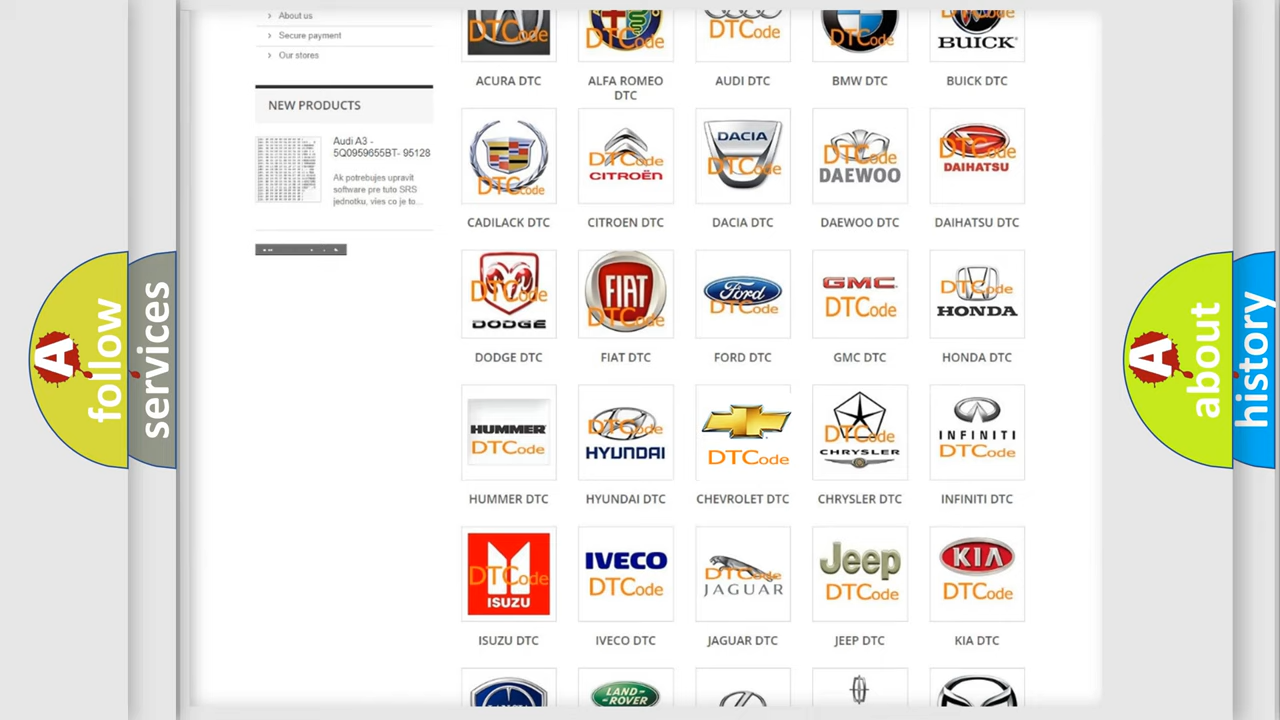 About us
Secure payment
Our stores
NEW PRODUCTS
Audi A3 -
5Q0959655BT- 95128
Ak potrebujes upravit
software pre tuto SRS
jednotku, vies co je to...
DTCode DTCode DTCode DTCode BUICK
ACURA DTC
ALFA ROMEO
DTC
AUDI DTC
BMW DTC
BUICK DTC
DTCode
DTCode
CITROËN
DACIA
DTCode
DTCode
DAEWOO
DTCode
DAIHATSU
CADILACK DTC
CITROEN DTC
DACIA DTC
DAEWOO DTC
DAIHATSU DTC
DTCode
DODGE
FIAT
DTCode
Ford
DTCode
GMC
DTCode
DTCode
HONDA
DODGE DTC
FIAT DTC
FORD DTC
GMC DTC
HONDA DTC
HUMMER
DTCode
DTCode
HYUNDAI
DTCode
DTCode
CHRYSLER
INFINITI
DTCode
HUMMER DTC
HYUNDAI DTC
CHEVROLET DTC
CHRYSLER DTC
INFINITI DTC
DTCode
ISUZU
IVECO
DTCode
DTCode
JAGUAR
Jeep
DTCode
KIA
DTCode
ISUZU DTC
IVECO DTC
JAGUAR DTC
JEEP DTC
KIA DTC
LAND-
ROVER
A
follow
services
A
about
history